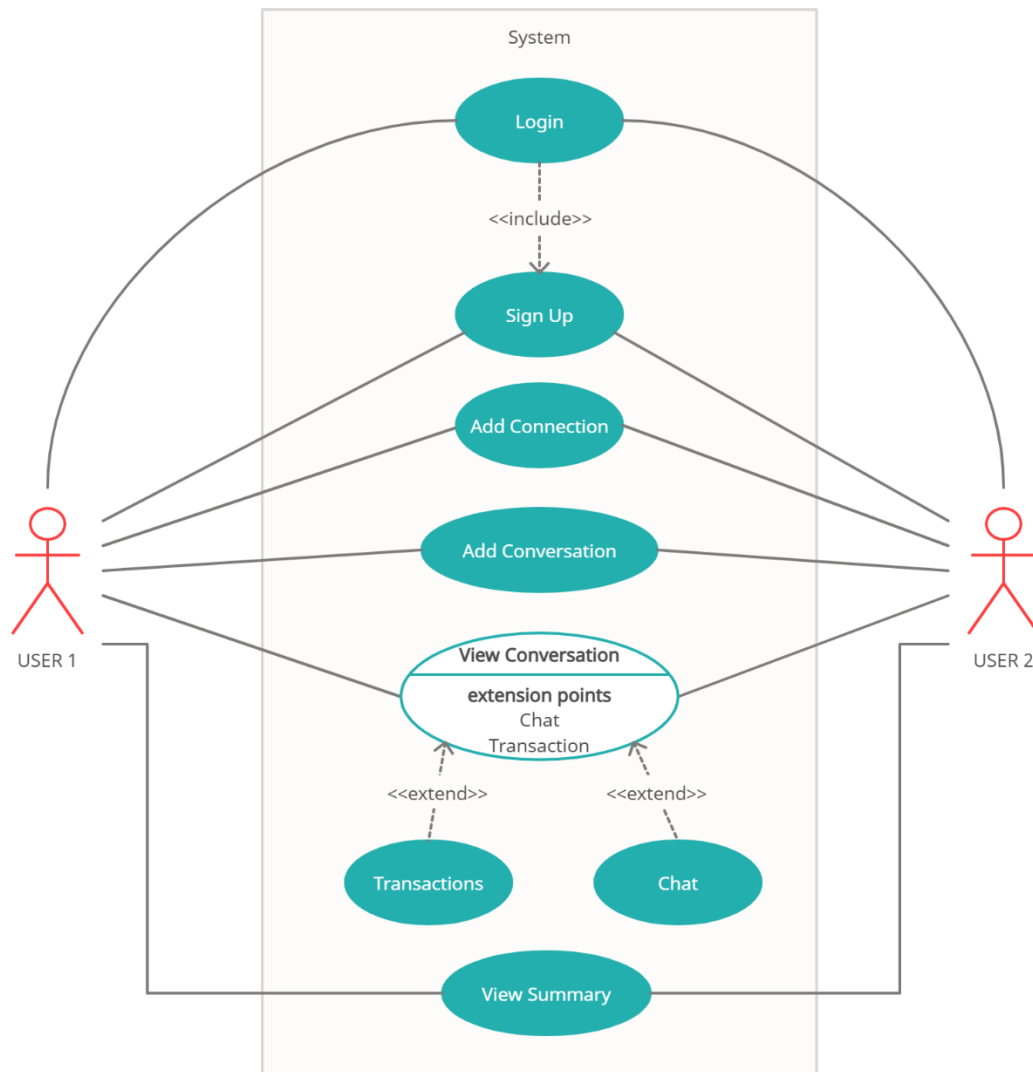 System
Login
<<include>>
Sign Up
Add Connection
Add Conversation
USER 1
USER 2
View Conversation
extension points
Chat
Transaction
<<extend>>
<<extend>>
Transactions
Chat
View Summary